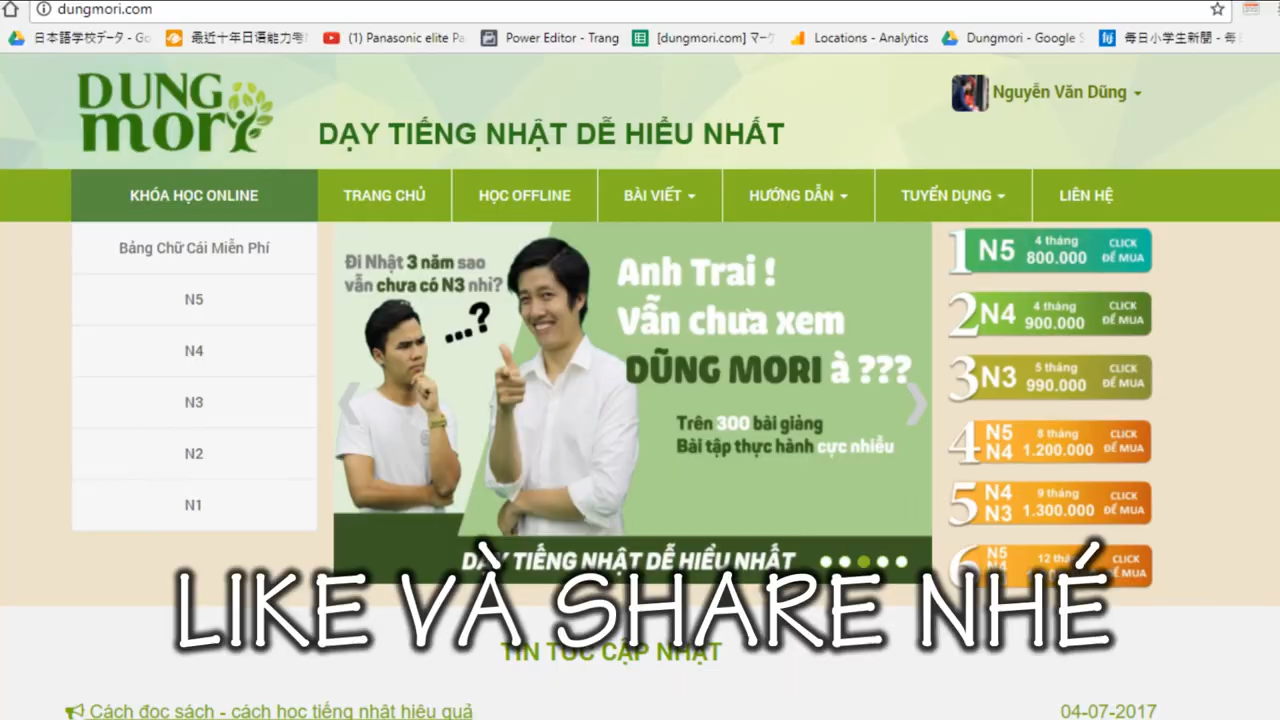 dungmori.com
日本語学校データ - Go
最近十年日语能力考
(1) Panasonic elite Pa
Power Editor - Trang
[dungmori.com] マーケ
Locations - Analytics
Dungmori - Google S
毎日小学生新聞 - 毎
DUNG
mori
DẠY TIẾNG NHẬT DỄ HIỂU NHẤT
Nguyễn Văn Dũng
KHÓA HỌC ONLINE
TRANG CHỦ
HỌC OFFLINE
BÀI VIẾT
HƯỚNG DẪN
TUYỂN DỤNG
LIÊN HỆ
Bảng Chữ Cái Miễn Phí
N5
N4
N3
N2
N1
Đi Nhật 3 năm sao
vẫn chưa có N3 nhỉ?
...?
Anh Trai !
Vẫn chưa xem
DŨNG MORI à ???
Trên 300 bài giảng
Bài tập thực hành cực nhiều
DẠY TIẾNG NHẬT DỄ HIỂU NHẤT
1 N5 4 tháng 800.000 CLICK ĐỂ MUA
2 N4 4 tháng 900.000 CLICK ĐỂ MUA
3 N3 5 tháng 990.000 CLICK ĐỂ MUA
4 N5 N4 8 tháng 1.200.000 CLICK ĐỂ MUA
5 N4 N3 9 tháng 1.300.000 CLICK ĐỂ MUA
6 N5 N4 12 CLICK ĐỂ MUA
LIKE VÀ SHARE NHÉ
TIN TỨC CẬP NHẬT
Cách đọc sách - cách học tiếng nhật hiệu quả
04-07-2017